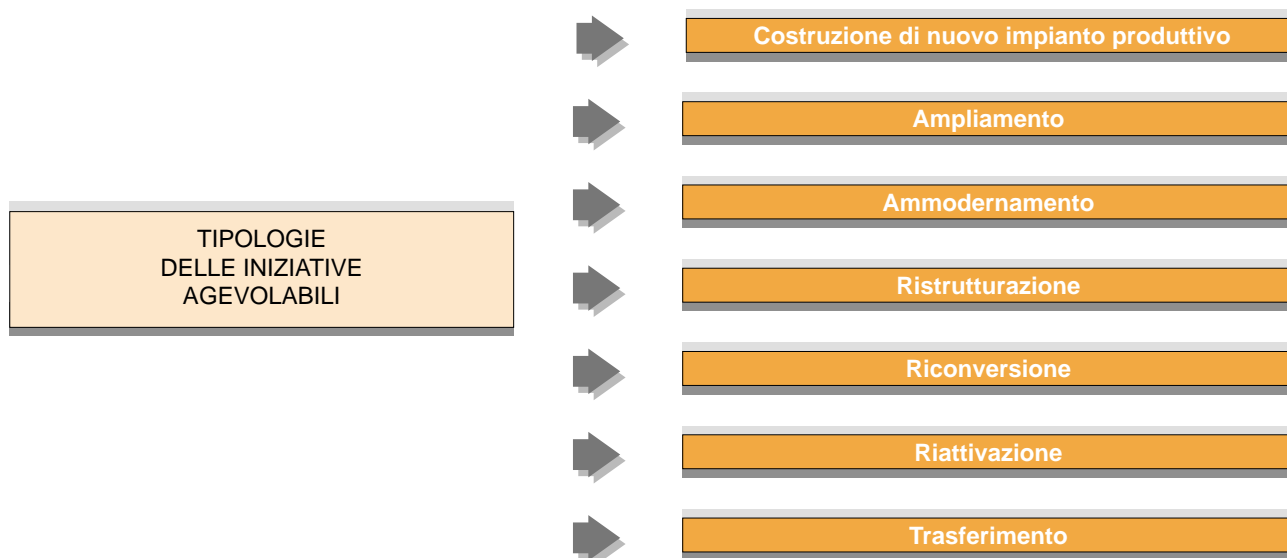 TIPOLOGIE
DELLE INIZIATIVE
AGEVOLABILI
Costruzione di nuovo impianto produttivo
Ampliamento
Ammodernamento
Ristrutturazione
Riconversione
Riattivazione
Trasferimento